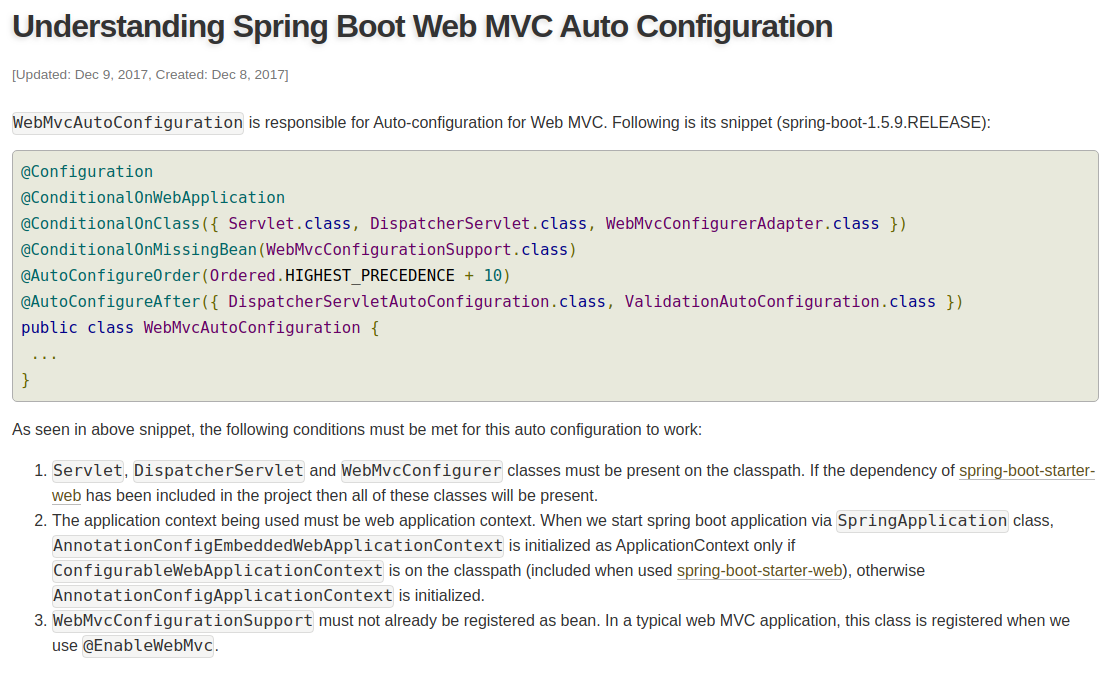 Understanding Spring Boot Web MVC Auto Configuration
[Updated: Dec 9, 2017, Created: Dec 8, 2017]
WebMvcAutoConfiguration is responsible for Auto-configuration for Web MVC. Following is its snippet (spring-boot-1.5.9.RELEASE):
@Configuration
@ConditionalOnWebApplication
@ConditionalOnClass({ Servlet.class, DispatcherServlet.class, WebMvcConfigurerAdapter.class })
@ConditionalOnMissingBean(WebMvcConfigurationSupport.class)
@AutoConfigureOrder(Ordered.HIGHEST_PRECEDENCE + 10)
@AutoConfigureAfter({ DispatcherServletAutoConfiguration.class, ValidationAutoConfiguration.class })
public class WebMvcAutoConfiguration {
...
}
As seen in above snippet, the following conditions must be met for this auto configuration to work:
1. Servlet, DispatcherServlet and WebMvcConfigurer classes must be present on the classpath. If the dependency of spring-boot-starter-
web has been included in the project then all of these classes will be present.
2. The application context being used must be web application context. When we start spring boot application via SpringApplication class,
AnnotationConfigEmbeddedWebApplicationContext is initialized as ApplicationContext only if
ConfigurableWebApplicationContext is on the classpath (included when used spring-boot-starter-web), otherwise
AnnotationConfigApplicationContext is initialized.
3. WebMvcConfigurationSupport must not already be registered as bean. In a typical web MVC application, this class is registered when we
use @EnableWebMvc.